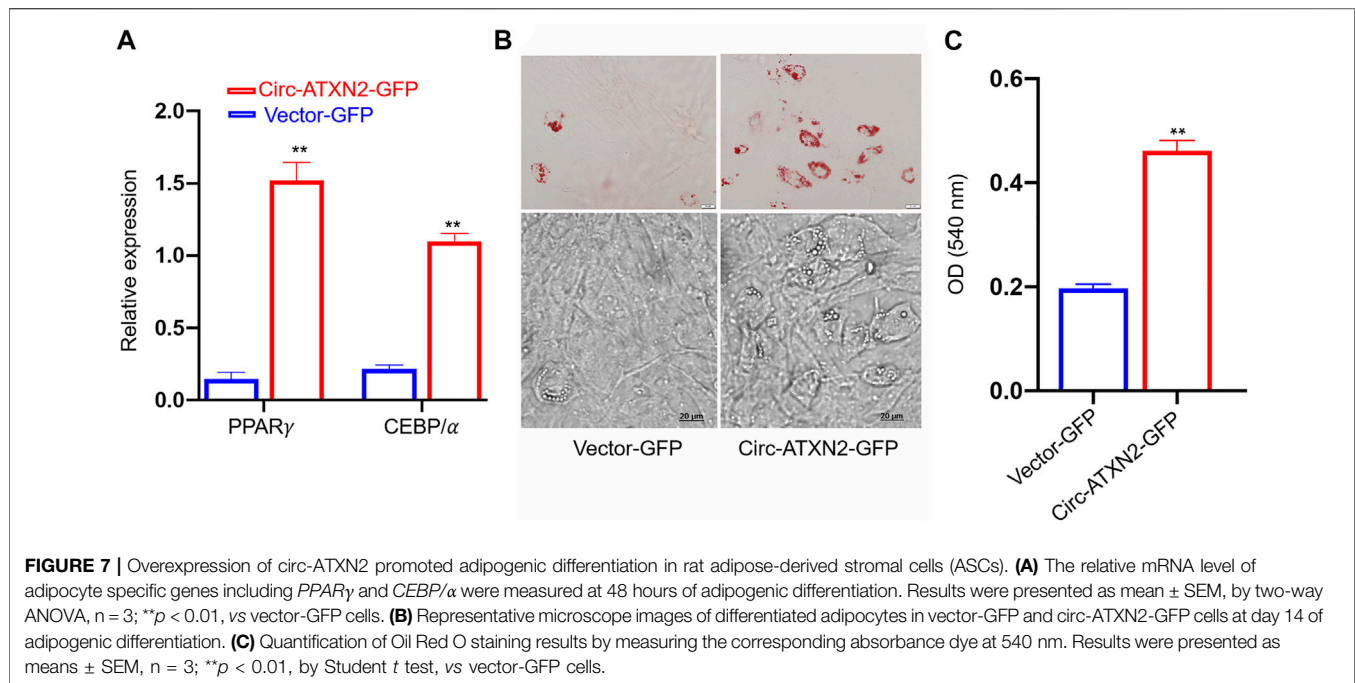 A
Circ-ATXN2-GFP
Vector-GFP
2.0
1.5
1.0
0.5
0.0
Relative expression
**
**
PPARγ
CEBP/α
B
20 µm
20 µm
Vector-GFP
Circ-ATXN2-GFP
C
0.6
0.4
0.2
0.0
OD (540 nm)
**
Vector-GFP
Circ-ATXN2-GFP
FIGURE 7 | Overexpression of circ-ATXN2 promoted adipogenic differentiation in rat adipose-derived stromal cells (ASCs). (A) The relative mRNA level of
adipocyte specific genes including PPARγ and CEBP/α were measured at 48 hours of adipogenic differentiation. Results were presented as mean ± SEM, by two-way
ANOVA, n = 3; **p < 0.01, vs vector-GFP cells. (B) Representative microscope images of differentiated adipocytes in vector-GFP and circ-ATXN2-GFP cells at day 14 of
adipogenic differentiation. (C) Quantification of Oil Red O staining results by measuring the corresponding absorbance dye at 540 nm. Results were presented as
means ± SEM, n = 3; **p < 0.01, by Student t test, vs vector-GFP cells.